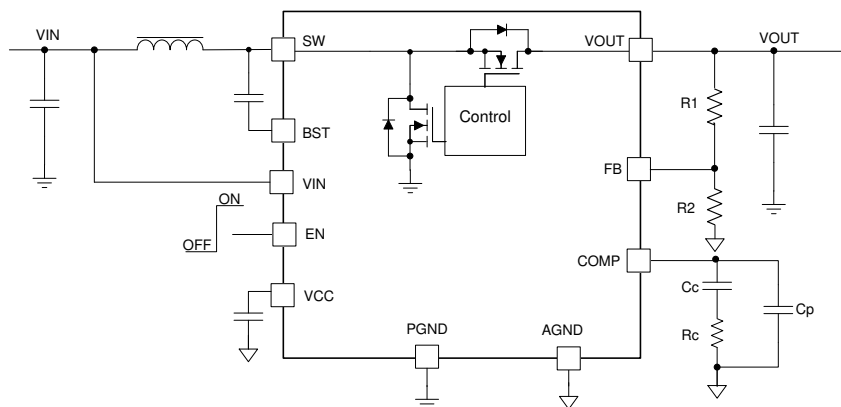 VIN
SW
VOUT
VOUT
R1
Control
BST
FB
VIN
ON
R2
OFF
EN
COMP
Cc
VCC
Cp
PGND
AGND
Rc